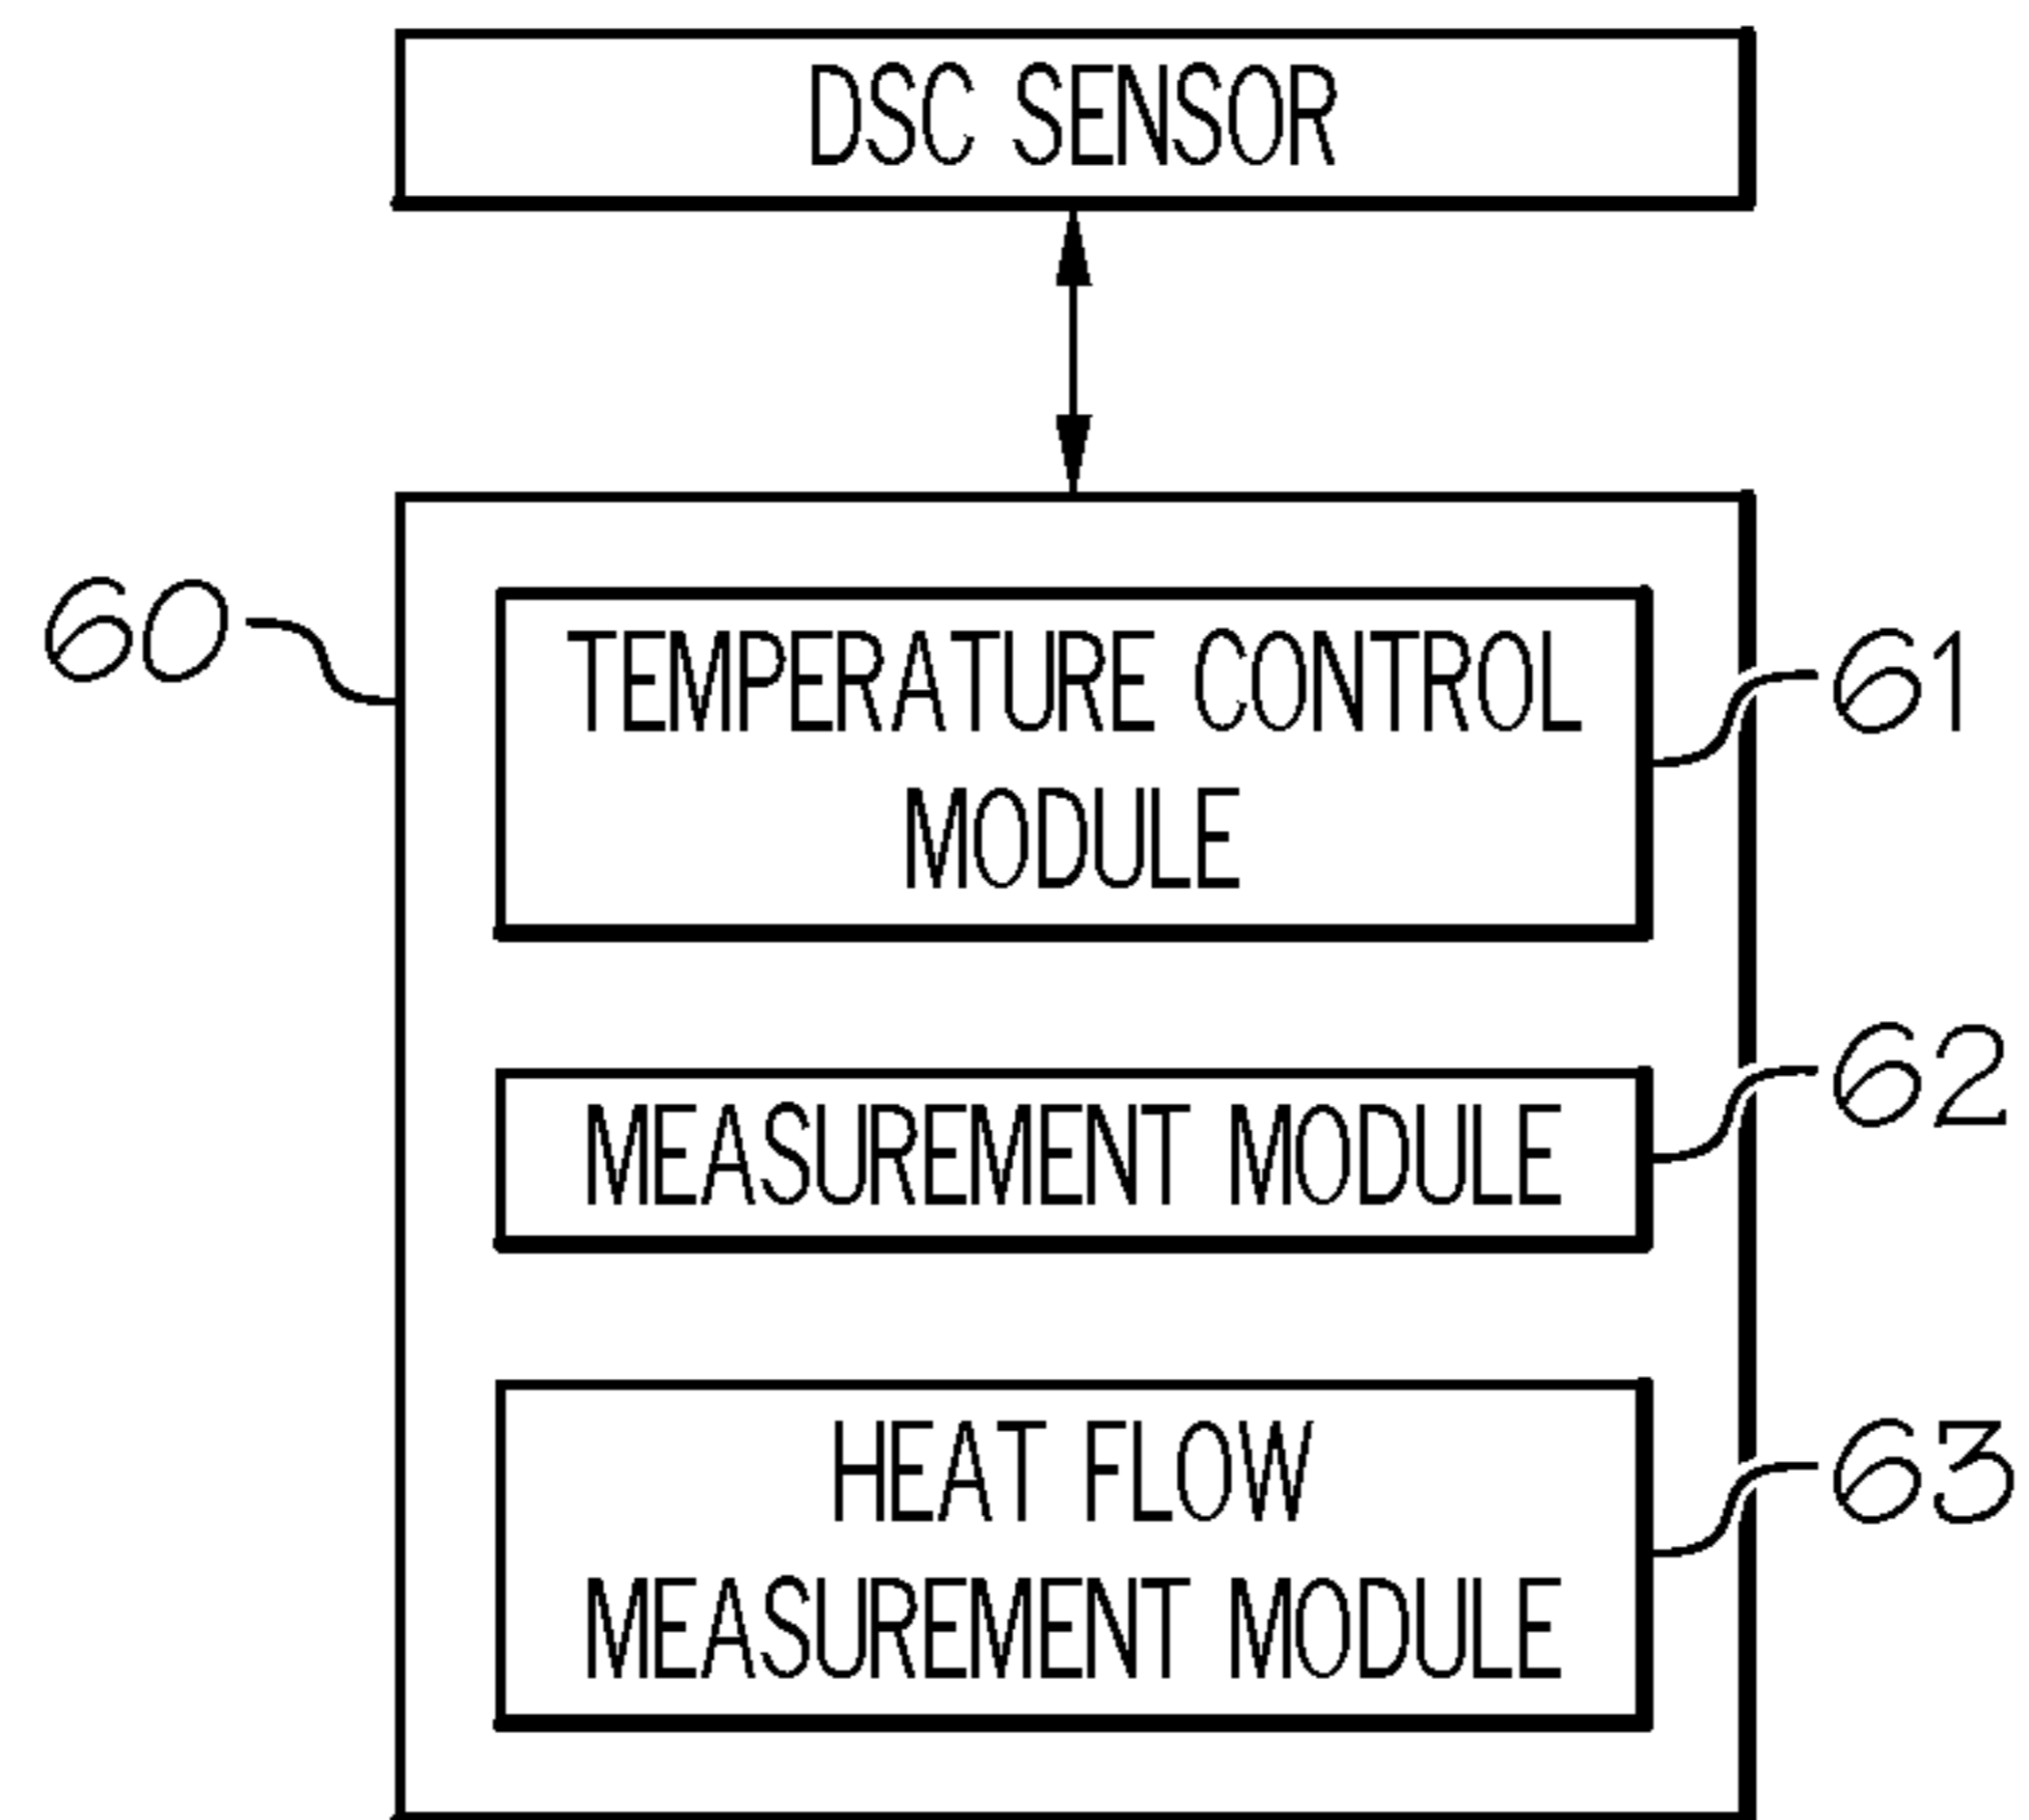 DSC SENSOR
60
TEMPERATURE CONTROL
MODULE
61
MEASUREMENT MODULE
62
HEAT FLOW
MEASUREMENT MODULE
63